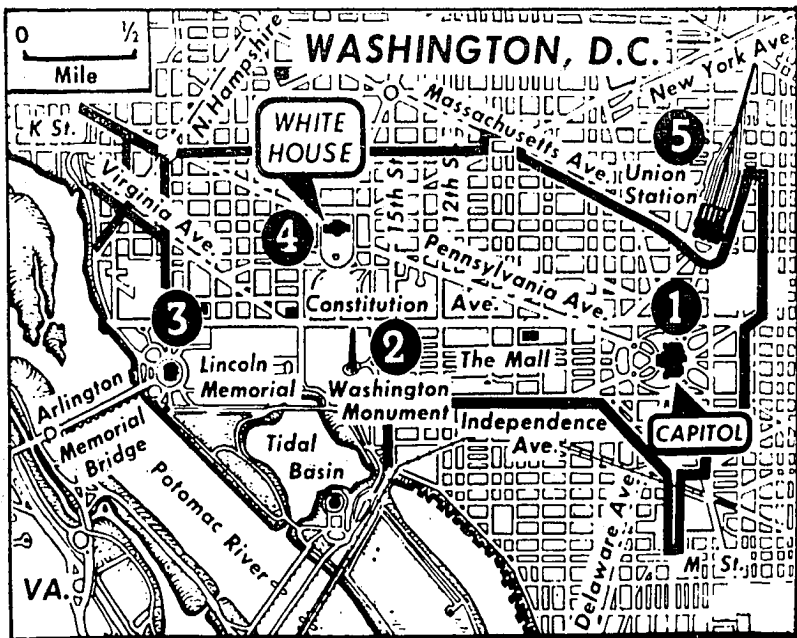 0 ½
Mile
WASHINGTON, D.C.
N. Hampshire
New York Ave.
Massachusetts Ave.
K St.
WHITE
HOUSE
5
Union
Station
15th St
12th St
Virginia Ave.
4
Pennsylvania Ave.
Constitution Ave.
1
3
2
Lincoln
Memorial
The Mall
Washington
Monument
Arlington
Memorial
Bridge
Independence
Ave.
CAPITOL
Tidal
Basin
Potamac River
Delaware Ave.
M St.
VA.